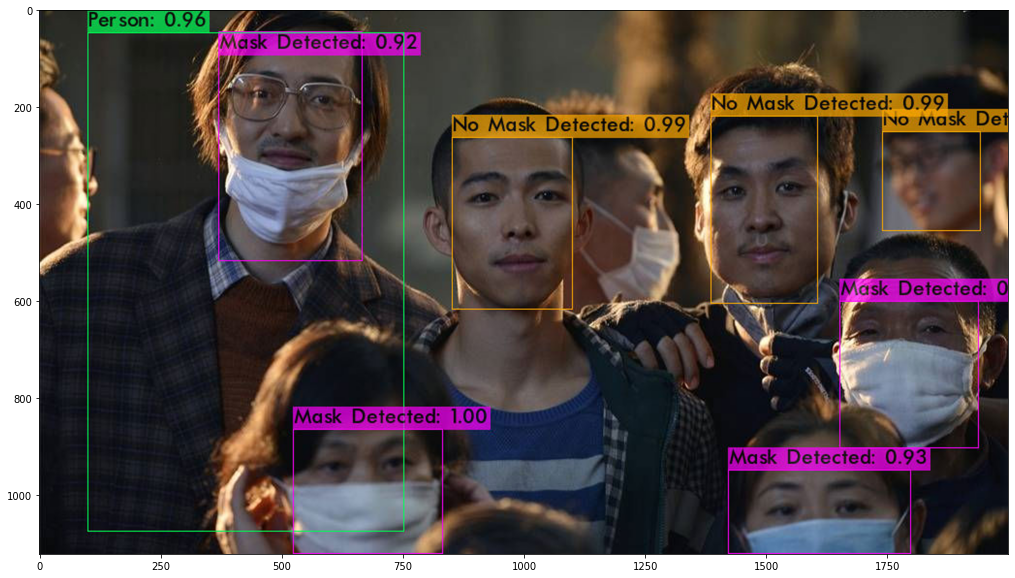 Person: 0.96
Mask Detected: 0.92
No Mask Detected: 0.99
No Mask Detected: 0.99
No Mask Det
Mask Detected: 0
Mask Detected: 1.00
Mask Detected: 0.93
0
200
400
600
800
1000
0
250
500
750
1000
1250
1500
1750